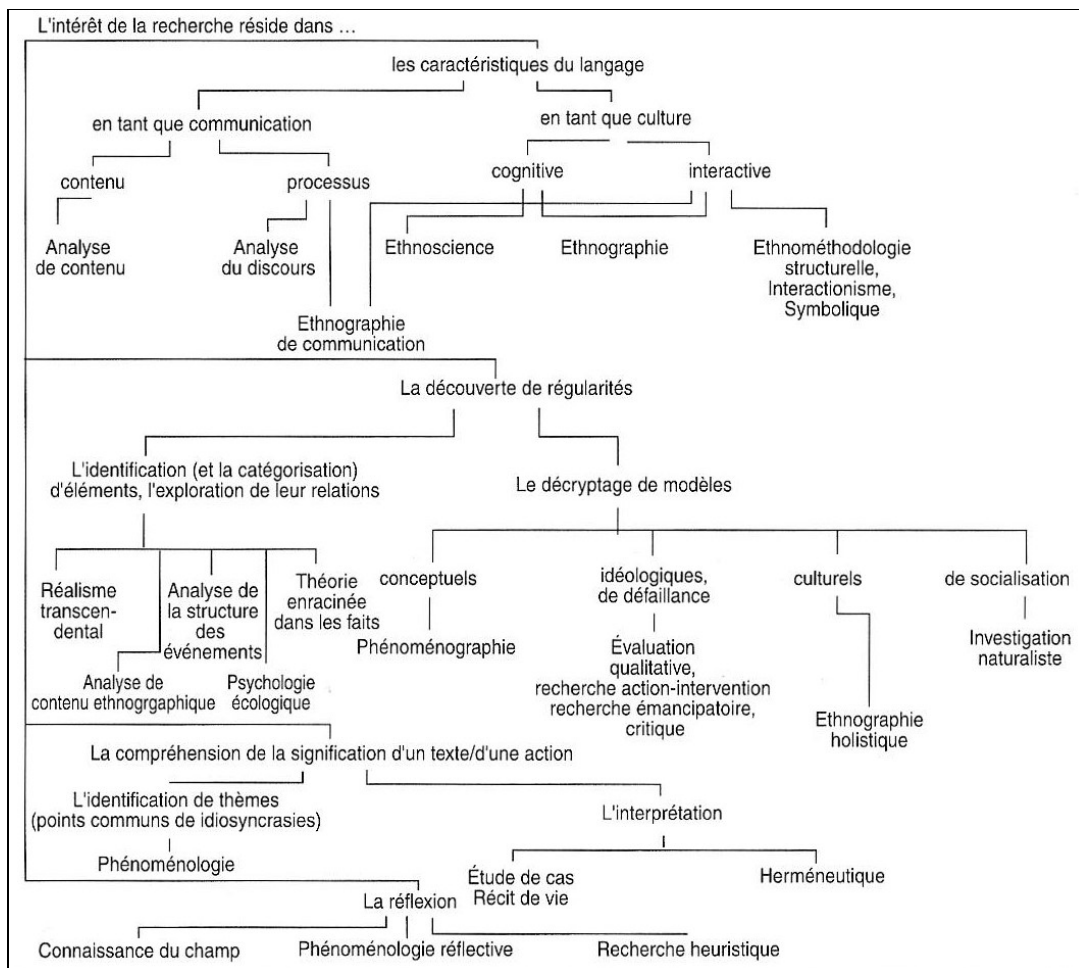 L'intérêt de la recherche réside dans ...
les caractéristiques du langage
en tant que communication
en tant que culture
contenu
processus
cognitive
interactive
Analyse
de contenu
Analyse
du discours
Ethnoscience
Ethnographie
Ethnométhodologie
structurelle,
Interactionisme,
Symbolique
Ethnographie
de communication
La découverte de régularités
L'identification (et la catégorisation)
d'éléments, l'exploration de leur relations
Le décryptage de modèles
Réalisme
transcen-
dental
Analyse de
la structure
des
événements
Théorie
enracinée
dans les faits
conceptuels
idéologiques,
de défaillance
culturels
de socialisation
Phénoménographie
Évaluation
qualitative,
recherche action-intervention
recherche émancipatoire,
critique
Investigation
naturaliste
Analyse de
contenu ethnogrgaphique
Psychologie
écologique
Ethnographie
holistique
La compréhension de la signification d'un texte/d'une action
L'identification de thèmes
(points communs de idiosyncrasies)
L'interprétation
Phénoménologie
Étude de cas
Récit de vie
Herméneutique
La réflexion
Connaissance du champ
Phénoménologie réflective
Recherche heuristique